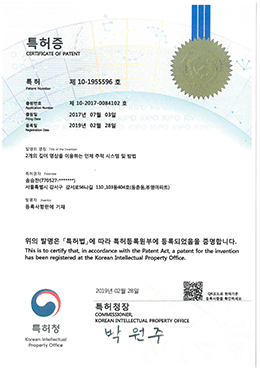 특허증
CERTIFICATE OF PATENT
특 허 제 10-1955596 호
Patent Number
출원번호 제 10-2017-0084102 호
Application Number
출원일 2017년 07월 03일
Filing Date
등록일 2019년 02월 28일
Registration Date
발명의 명칭 Title of the Invention
2개의 깊이 영상을 이용하는 인체 추적 시스템 및 방법
특허권자 Patentee
송승찬(770527-*******)
서울특별시 강서구 강서로56나길 110,
발명자 Inventor
등록사항란에 기재
위의 발명은 「특허법」에 따라 특허등록원부에 등록되었음을 증명합니다.
This is to certify that, in accordance with the Patent Act, a patent for the invention
has been registered at the Korean Intellectual Property Office.
2019년 02월 28일
특허청
Korean Intellectual
Property Office
특허청장
COMMISSIONER,
KOREAN INTELLECTUAL PROPERTY OFFICE
박 원 주
QR코드로 현재기준
등록사항을 확인하세요